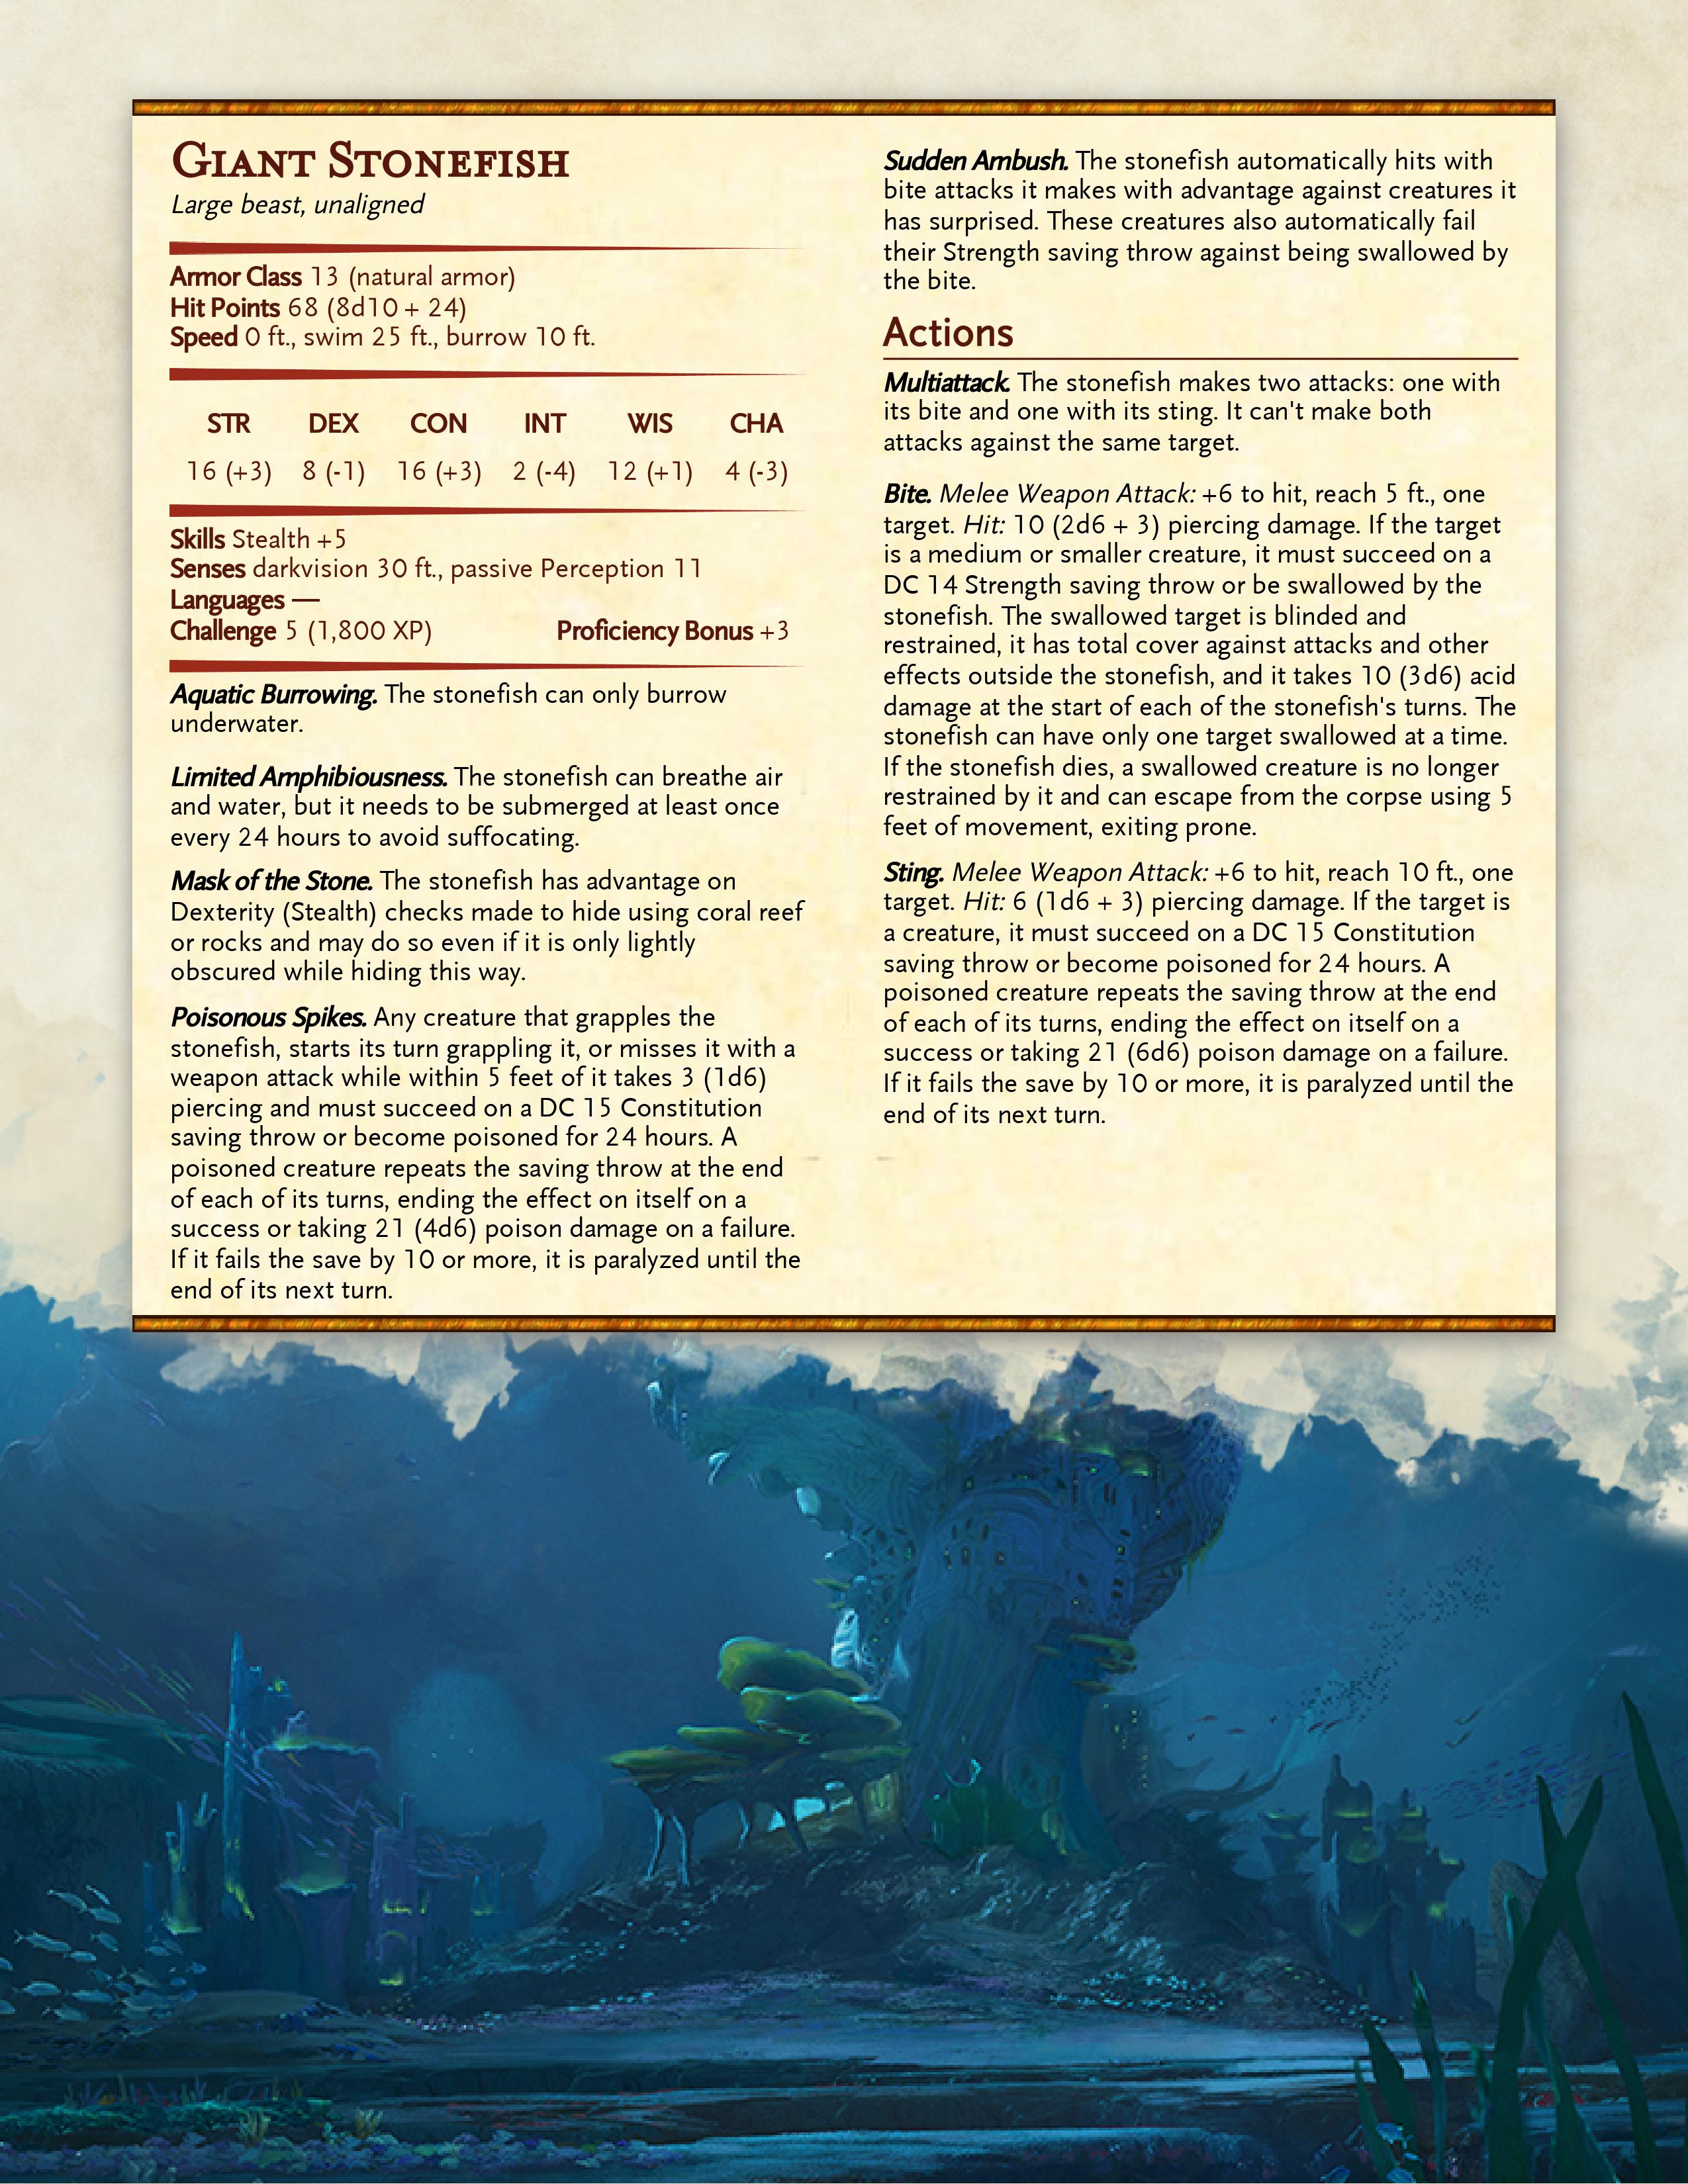 Giant Stonefish
Large beast, unaligned
Armor Class 13 (natural armor)
Hit Points 68 (8d10 + 24)
Speed 0 ft., swim 25 ft., burrow 10 ft.
STR DEX CON INT WIS CHA
16 (+3) 8 (-1) 16 (+3) 2 (-4) 12 (+1) 4 (-3)
Skills Stealth +5
Senses darkvision 30 ft., passive Perception 11
Languages —
Challenge 5 (1,800 XP) Proficiency Bonus +3
Aquatic Burrowing. The stonefish can only burrow
underwater.
Limited Amphibiousness. The stonefish can breathe air
and water, but it needs to be submerged at least once
every 24 hours to avoid suffocating.
Mask of the Stone. The stonefish has advantage on
Dexterity (Stealth) checks made to hide using coral reef
or rocks and may do so even if it is only lightly
obscured while hiding this way.
Poisonous Spikes. Any creature that grapples the
stonefish, starts its turn grappling it, or misses it with a
weapon attack while within 5 feet of it takes 3 (1d6)
piercing and must succeed on a DC 15 Constitution
saving throw or become poisoned for 24 hours. A
poisoned creature repeats the saving throw at the end
of each of its turns, ending the effect on itself on a
success or taking 21 (4d6) poison damage on a failure.
If it fails the save by 10 or more, it is paralyzed until the
end of its next turn.
Sudden Ambush. The stonefish automatically hits with
bite attacks it makes with advantage against creatures it
has surprised. These creatures also automatically fail
their Strength saving throw against being swallowed by
the bite.
Actions
Multiattack. The stonefish makes two attacks: one with
its bite and one with its sting. It can't make both
attacks against the same target.
Bite. Melee Weapon Attack: +6 to hit, reach 5 ft., one
target. Hit: 10 (2d6 + 3) piercing damage. If the target
is a medium or smaller creature, it must succeed on a
DC 14 Strength saving throw or be swallowed by the
stonefish. The swallowed target is blinded and
restrained, it has total cover against attacks and other
effects outside the stonefish, and it takes 10 (3d6) acid
damage at the start of each of the stonefish's turns. The
stonefish can have only one target swallowed at a time.
If the stonefish dies, a swallowed creature is no longer
restrained by it and can escape from the corpse using 5
feet of movement, exiting prone.
Sting. Melee Weapon Attack: +6 to hit, reach 10 ft., one
target. Hit: 6 (1d6 + 3) piercing damage. If the target is
a creature, it must succeed on a DC 15 Constitution
saving throw or become poisoned for 24 hours. A
poisoned creature repeats the saving throw at the end
of each of its turns, ending the effect on itself on a
success or taking 21 (6d6) poison damage on a failure.
If it fails the save by 10 or more, it is paralyzed until the
end of its next turn.